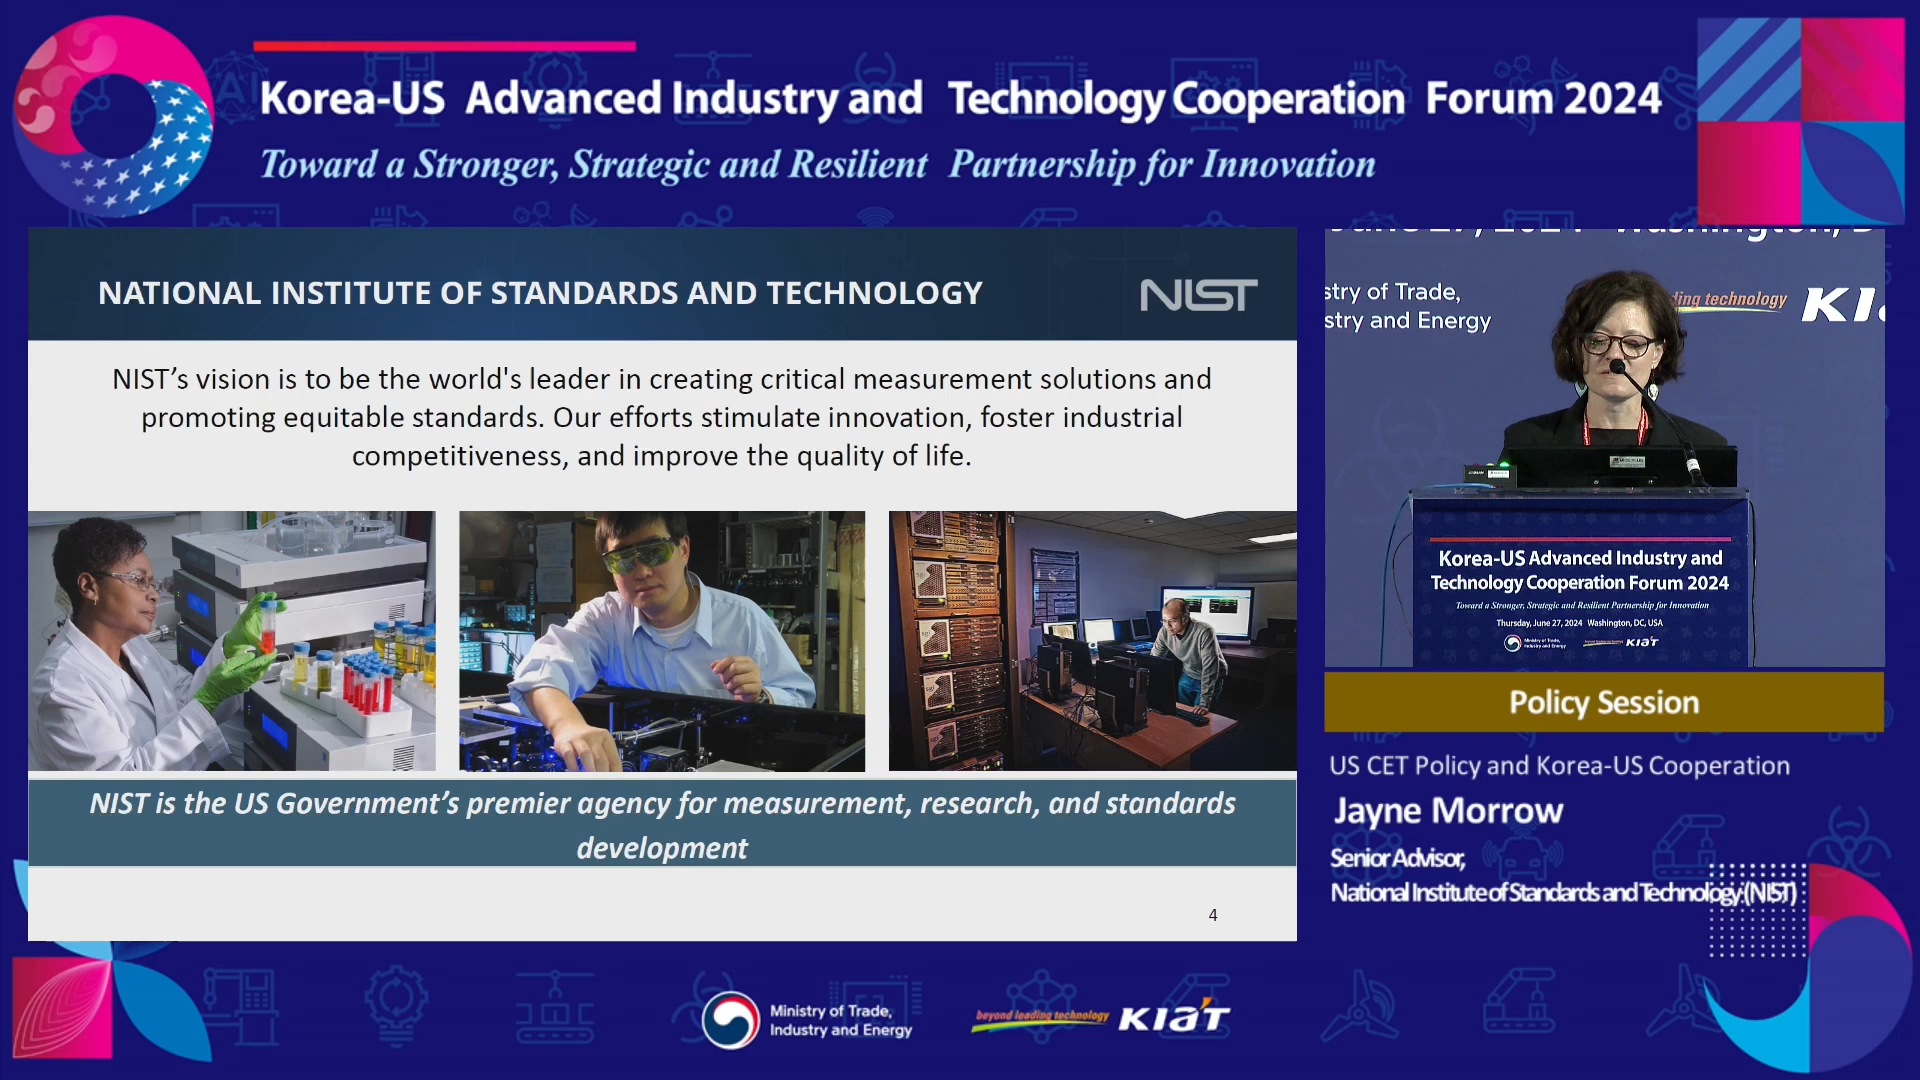 Korea-US Advanced Industry and Technology Cooperation Forum 2024
Toward a Stronger, Strategic and Resilient Partnership for Innovation
NATIONAL INSTITUTE OF STANDARDS AND TECHNOLOGY
NIST
NIST’s vision is to be the world's leader in creating critical measurement solutions and
promoting equitable standards. Our efforts stimulate innovation, foster industrial
competitiveness, and improve the quality of life.
NIST is the US Government’s premier agency for measurement, research, and standards
development
4
June 27, 2024 Washington, D
stry of Trade,
stry and Energy
ding technology
KI
Korea-US Advanced Industry and
Technology Cooperation Forum 2024
Toward a Stronger, Strategic and Resilient Partnership for Innovation
Thursday, June 27, 2024 Washington, DC, USA
Ministry of Trade,
Industry and Energy
KIAT
Policy Session
US CET Policy and Korea-US Cooperation
Jayne Morrow
Senior Advisor,
National Institute of Standards and Technology (NIST)
Ministry of Trade,
Industry and Energy
beyond leading technology
KIAT